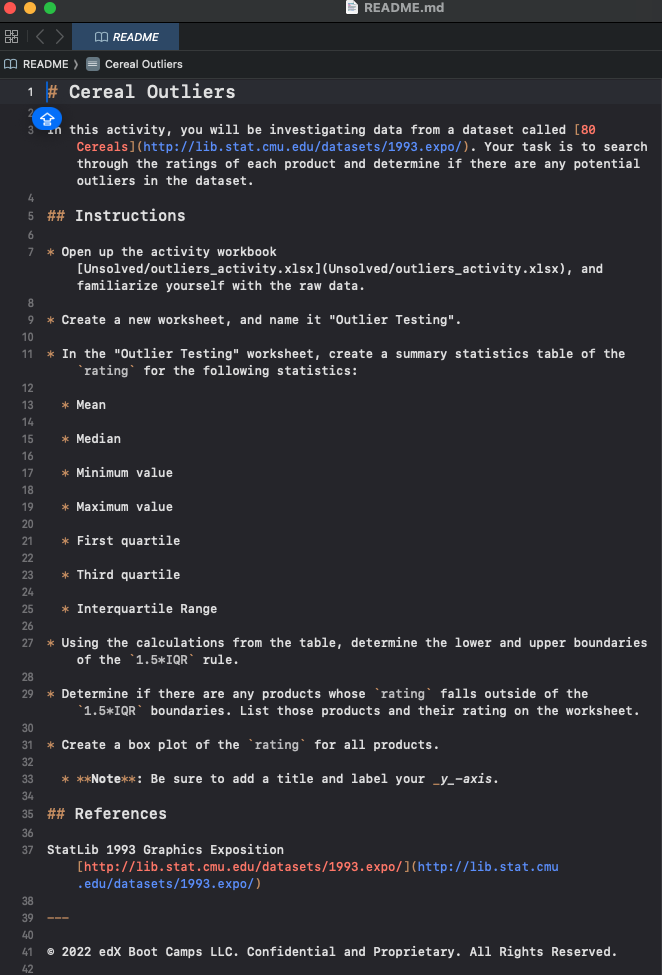 README.md
README
README 〉 Cereal Outliers
1 # Cereal Outliers
2
3 In this activity, you will be investigating data from a dataset called [80
Cereals](http://lib.stat.cmu.edu/datasets/1993.expo/). Your task is to search
through the ratings of each product and determine if there are any potential
outliers in the dataset.
4
5 ## Instructions
6
7 * Open up the activity workbook
[Unsolved/outliers_activity.xlsx](Unsolved/outliers_activity.xlsx), and
familiarize yourself with the raw data.
8
9 * Create a new worksheet, and name it "Outlier Testing".
10
11 * In the "Outlier Testing" worksheet, create a summary statistics table of the
`rating` for the following statistics:
12
13 * Mean
14
15 * Median
16
17 * Minimum value
18
19 * Maximum value
20
21 * First quartile
22
23 * Third quartile
24
25 * Interquartile Range
26
27 * Using the calculations from the table, determine the lower and upper boundaries
of the `1.5*IQR` rule.
28
29 * Determine if there are any products whose `rating` falls outside of the
`1.5*IQR` boundaries. List those products and their rating on the worksheet.
30
31 * Create a box plot of the `rating` for all products.
32
33 * **Note**: Be sure to add a title and label your _y_-axis.
34
35 ## References
36
37 StatLib 1993 Graphics Exposition
[http://lib.stat.cmu.edu/datasets/1993.expo/](http://lib.stat.cmu
.edu/datasets/1993.expo/)
38
39 ---
40
41 © 2022 edX Boot Camps LLC. Confidential and Proprietary. All Rights Reserved.
42